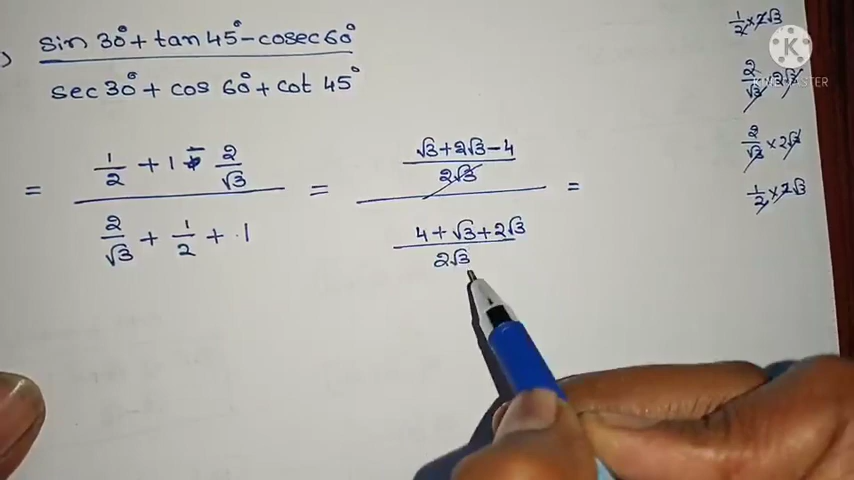 ) sin 30° + tan 45° - cosec 60°
sec 30° + cos 60° + cot 45°
= 1/2 + 1 - 2/√3
2/√3 + 1/2 + 1
= √3 + 2√3 - 4
2√3
4 + √3 + 2√3
2√3
=
1/2 × 2√3
2/√3 × 2√3
2/√3 × 2√3
1/2 × 2√3
KINEMASTER